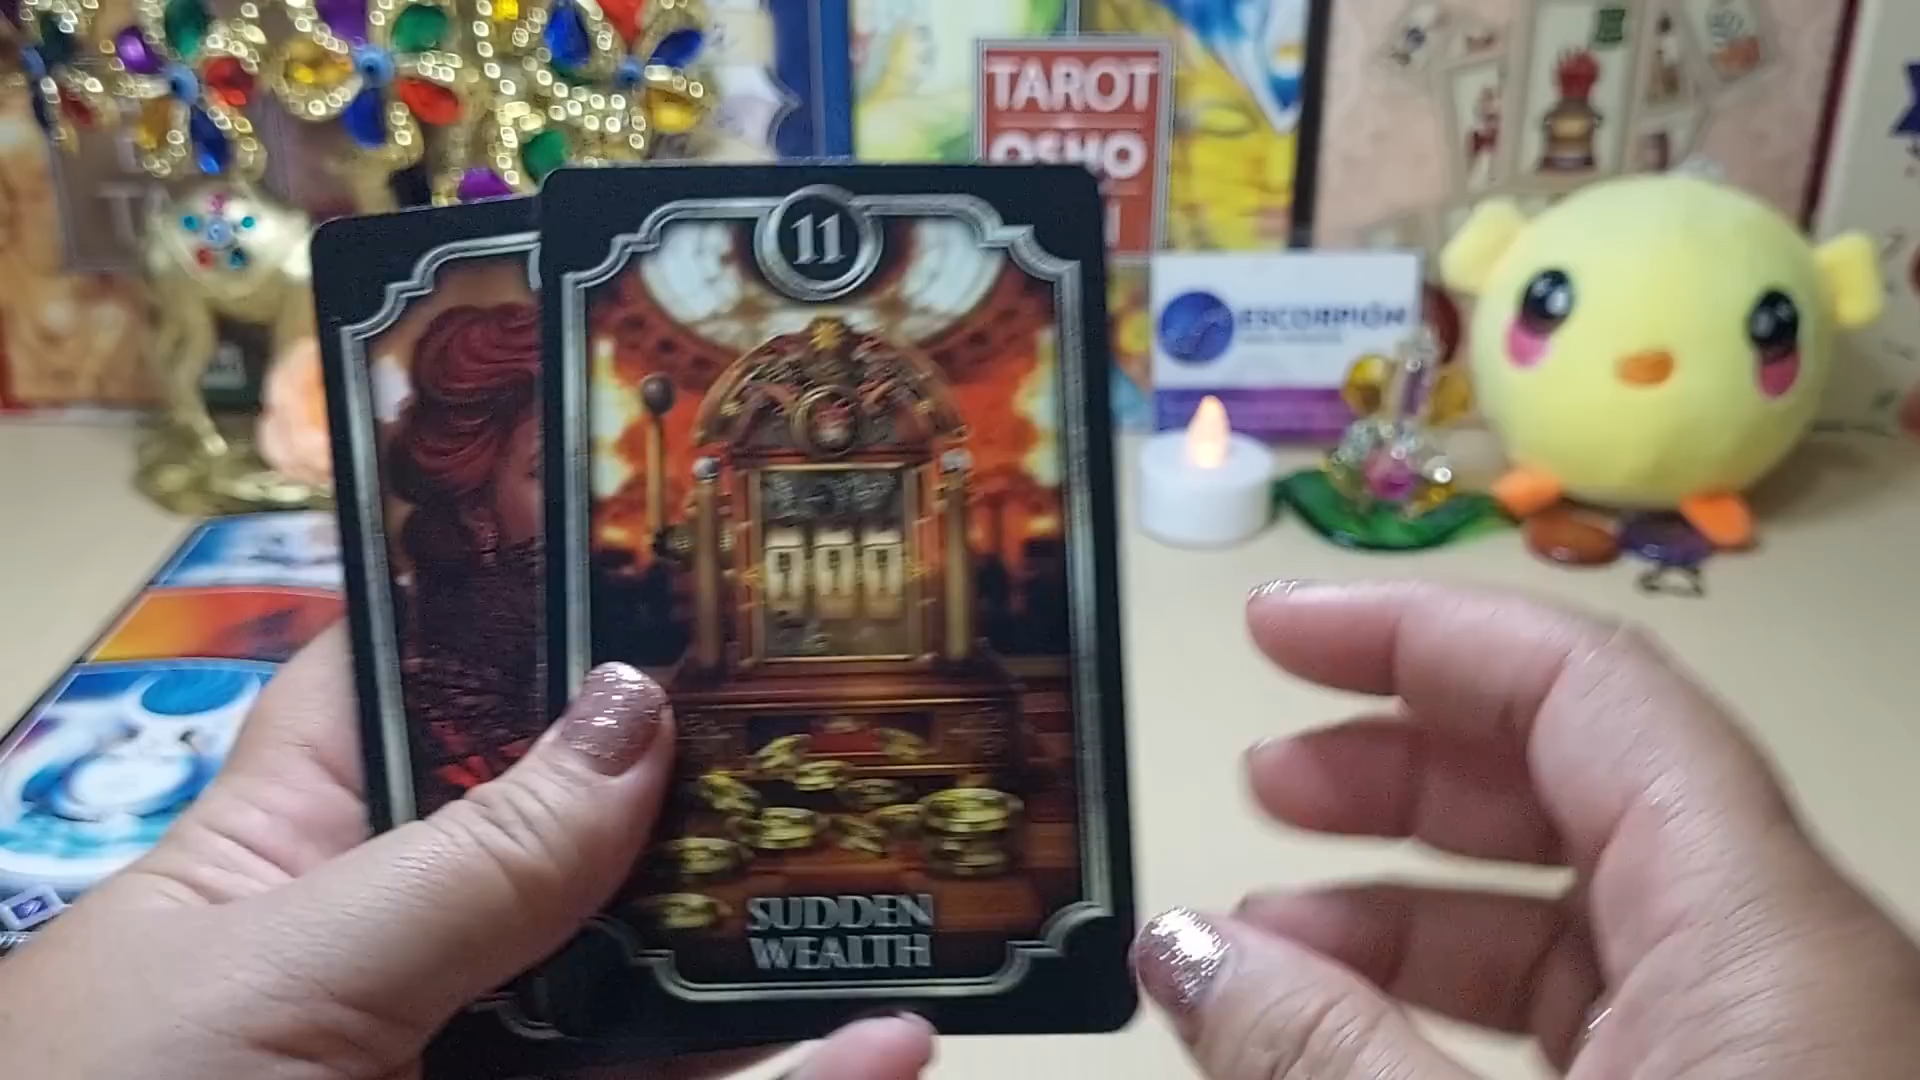 TAROT
OSHO
ESCORPIÓN
11
SUDDEN
WEALTH